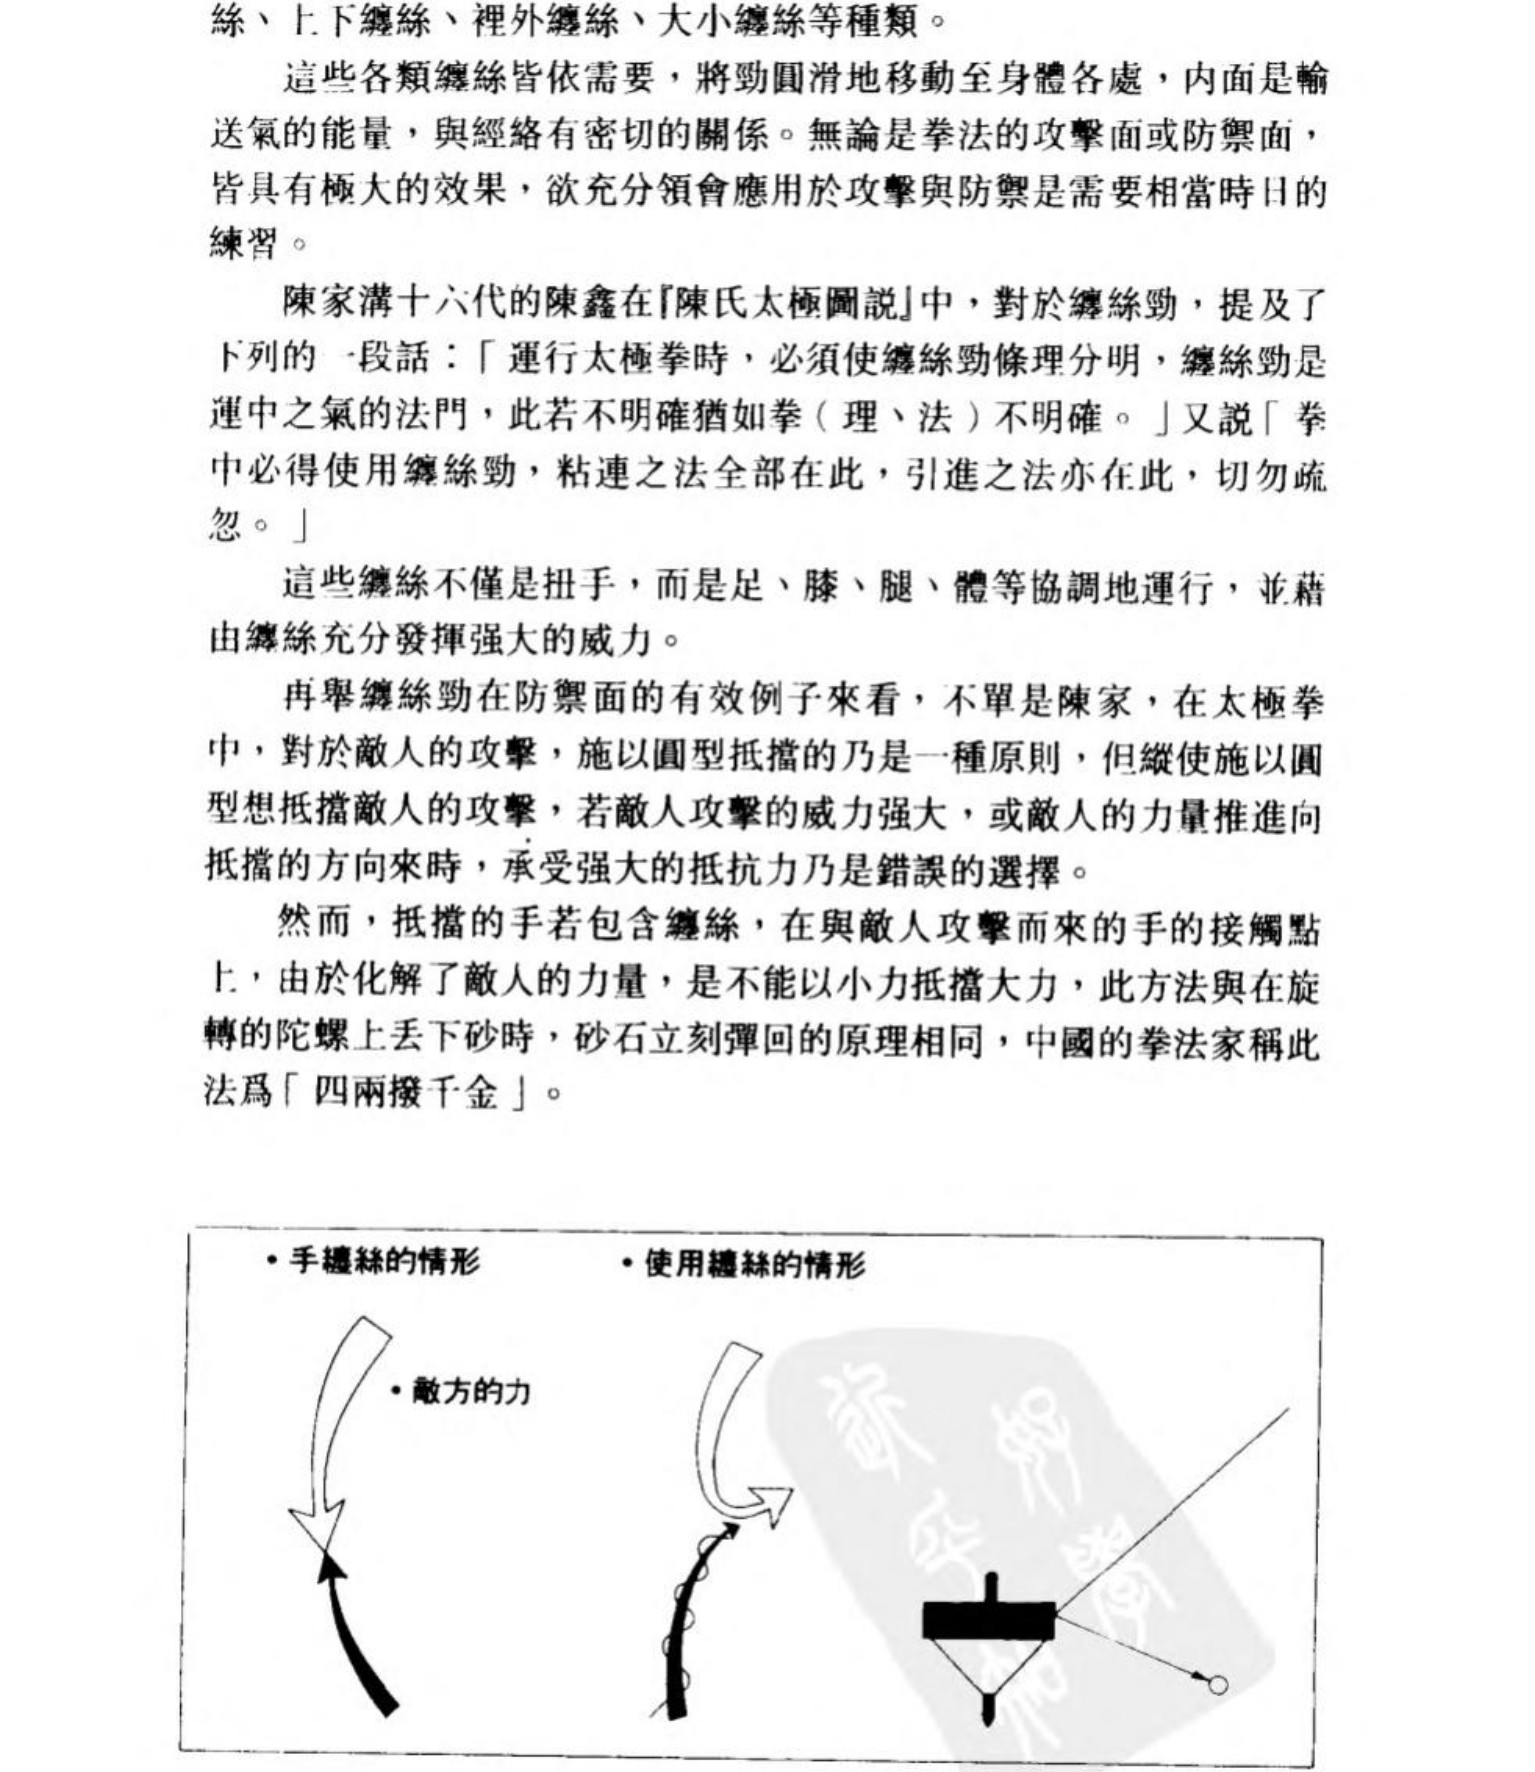 絲、上下纏絲、裡外纏絲、大小纏絲等種類。
這些各類纏絲皆依需要，將勁圓滑地移動至身體各處，内面是輸
送氣的能量，與經絡有密切的關係。無論是拳法的攻擊面或防禦面，
皆具有極大的效果，欲充分領會應用於攻擊與防禦是需要相當時日的
練習。
陳家溝十六代的陳鑫在『陳氏太極圖説』中，對於纏絲勁，提及了
下列的一段話：「運行太極拳時，必須使纏絲勁條理分明，纏絲勁是
運中之氣的法門，此若不明確猶如拳（理、法）不明確。」又説「拳
中必得使用纏絲勁，粘連之法全部在此，引進之法亦在此，切勿疏
忽。」
這些纏絲不僅是扭手，而是足、膝、腿、體等協調地運行，並藉
由纏絲充分發揮强大的威力。
再舉纏絲勁在防禦面的有效例子來看，不單是陳家，在太極拳
中，對於敵人的攻擊，施以圓型抵擋的乃是一種原則，但縱使施以圓
型想抵擋敵人的攻擊，若敵人攻擊的威力强大，或敵人的力量推進向
抵擋的方向來時，承受强大的抵抗力乃是錯誤的選擇。
然而，抵擋的手若包含纏絲，在與敵人攻擊而來的手的接觸點
上，由於化解了敵人的力量，是不能以小力抵擋大力，此方法與在旋
轉的陀螺上丢下砂時，砂石立刻彈回的原理相同，中國的拳法家稱此
法爲「四兩撥千金」。
・手纏絲的情形
・使用纏絲的情形
・敵方的力